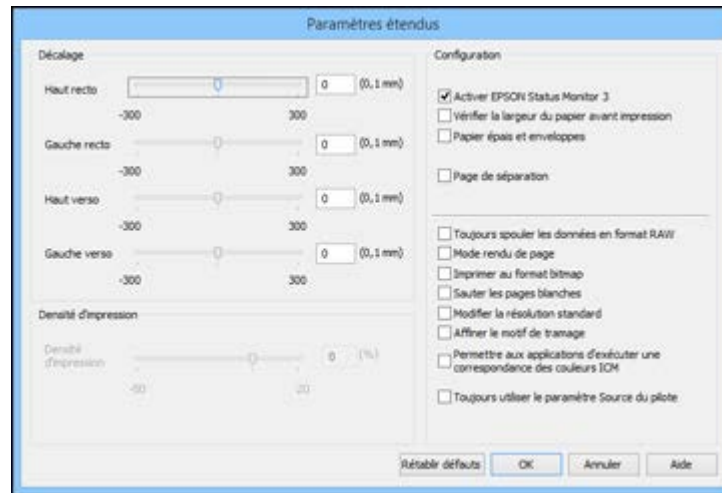 Paramètres étendus
Décalage
Haut recto 0 (0,1 mm)
-300 300
Gauche recto 0 (0,1 mm)
-300 300
Haut verso 0 (0,1 mm)
-300 300
Gauche verso 0 (0,1 mm)
-300 300
Densité d'impression
Densité d'impression 0 (%)
-50 -20
Configuration
Activer EPSON Status Monitor 3
Vérifier la largeur du papier avant impression
Papier épais et enveloppes
Page de séparation
Toujours spouler les données en format RAW
Mode rendu de page
Imprimer au format bitmap
Sauter les pages blanches
Modifier la résolution standard
Affiner le motif de tramage
Permettre aux applications d'exécuter une
correspondance des couleurs ICM
Toujours utiliser le paramètre Source du pilote
Rétablir défauts OK Annuler Aide